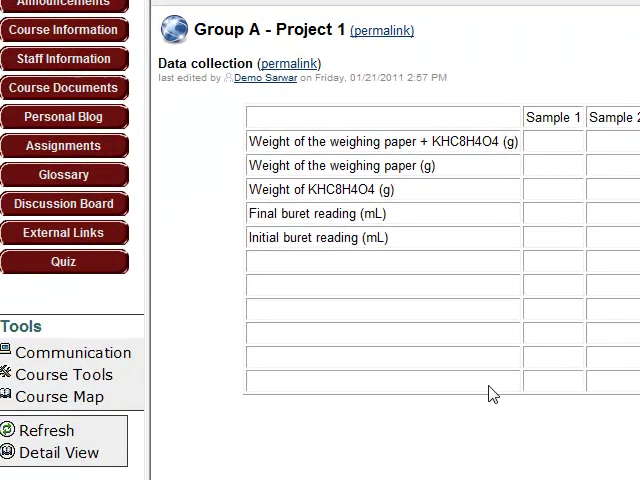 Announcements
Course Information
Staff Information
Course Documents
Personal Blog
Assignments
Glossary
Discussion Board
External Links
Quiz
Tools
Communication
Course Tools
Course Map
Refresh
Detail View
Group A - Project 1 (permalink)
Data collection (permalink)
last edited by Demo Sarwar on Friday, 01/21/2011 2:57 PM
Sample 1 Sample 2
Weight of the weighing paper + KHC8H4O4 (g)
Weight of the weighing paper (g)
Weight of KHC8H4O4 (g)
Final buret reading (mL)
Initial buret reading (mL)